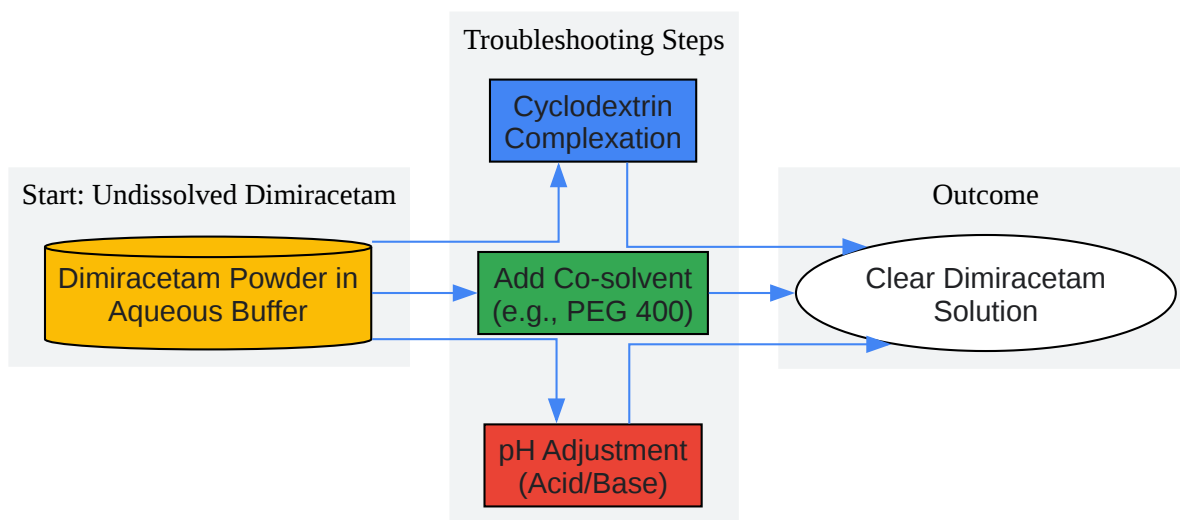 Troubleshooting Steps
Cyclodextrin
Complexation
Start: Undissolved Dimiracetam
Dimiracetam Powder in
Aqueous Buffer
Add Co-solvent
(e.g., PEG 400)
pH Adjustment
(Acid/Base)
Outcome
Clear Dimiracetam
Solution